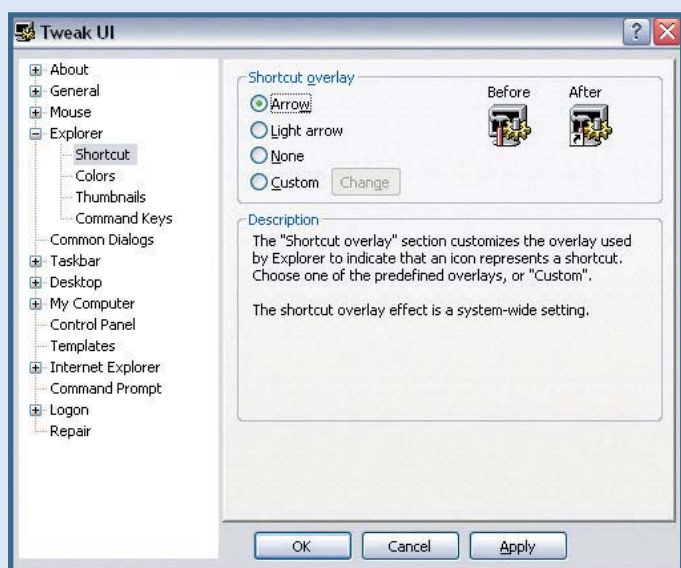 Tweak UI
About
General
Mouse
Explorer
Shortcut
Colors
Thumbnails
Command Keys
Common Dialogs
Taskbar
Desktop
My Computer
Control Panel
Templates
Internet Explorer
Command Prompt
Logon
Repair
Shortcut overlay
Arrow
Light arrow
None
Custom Change
Before After
Description
The "Shortcut overlay" section customizes the overlay used
by Explorer to indicate that an icon represents a shortcut.
Choose one of the predefined overlays, or "Custom".
The shortcut overlay effect is a system-wide setting.
OK Cancel Apply